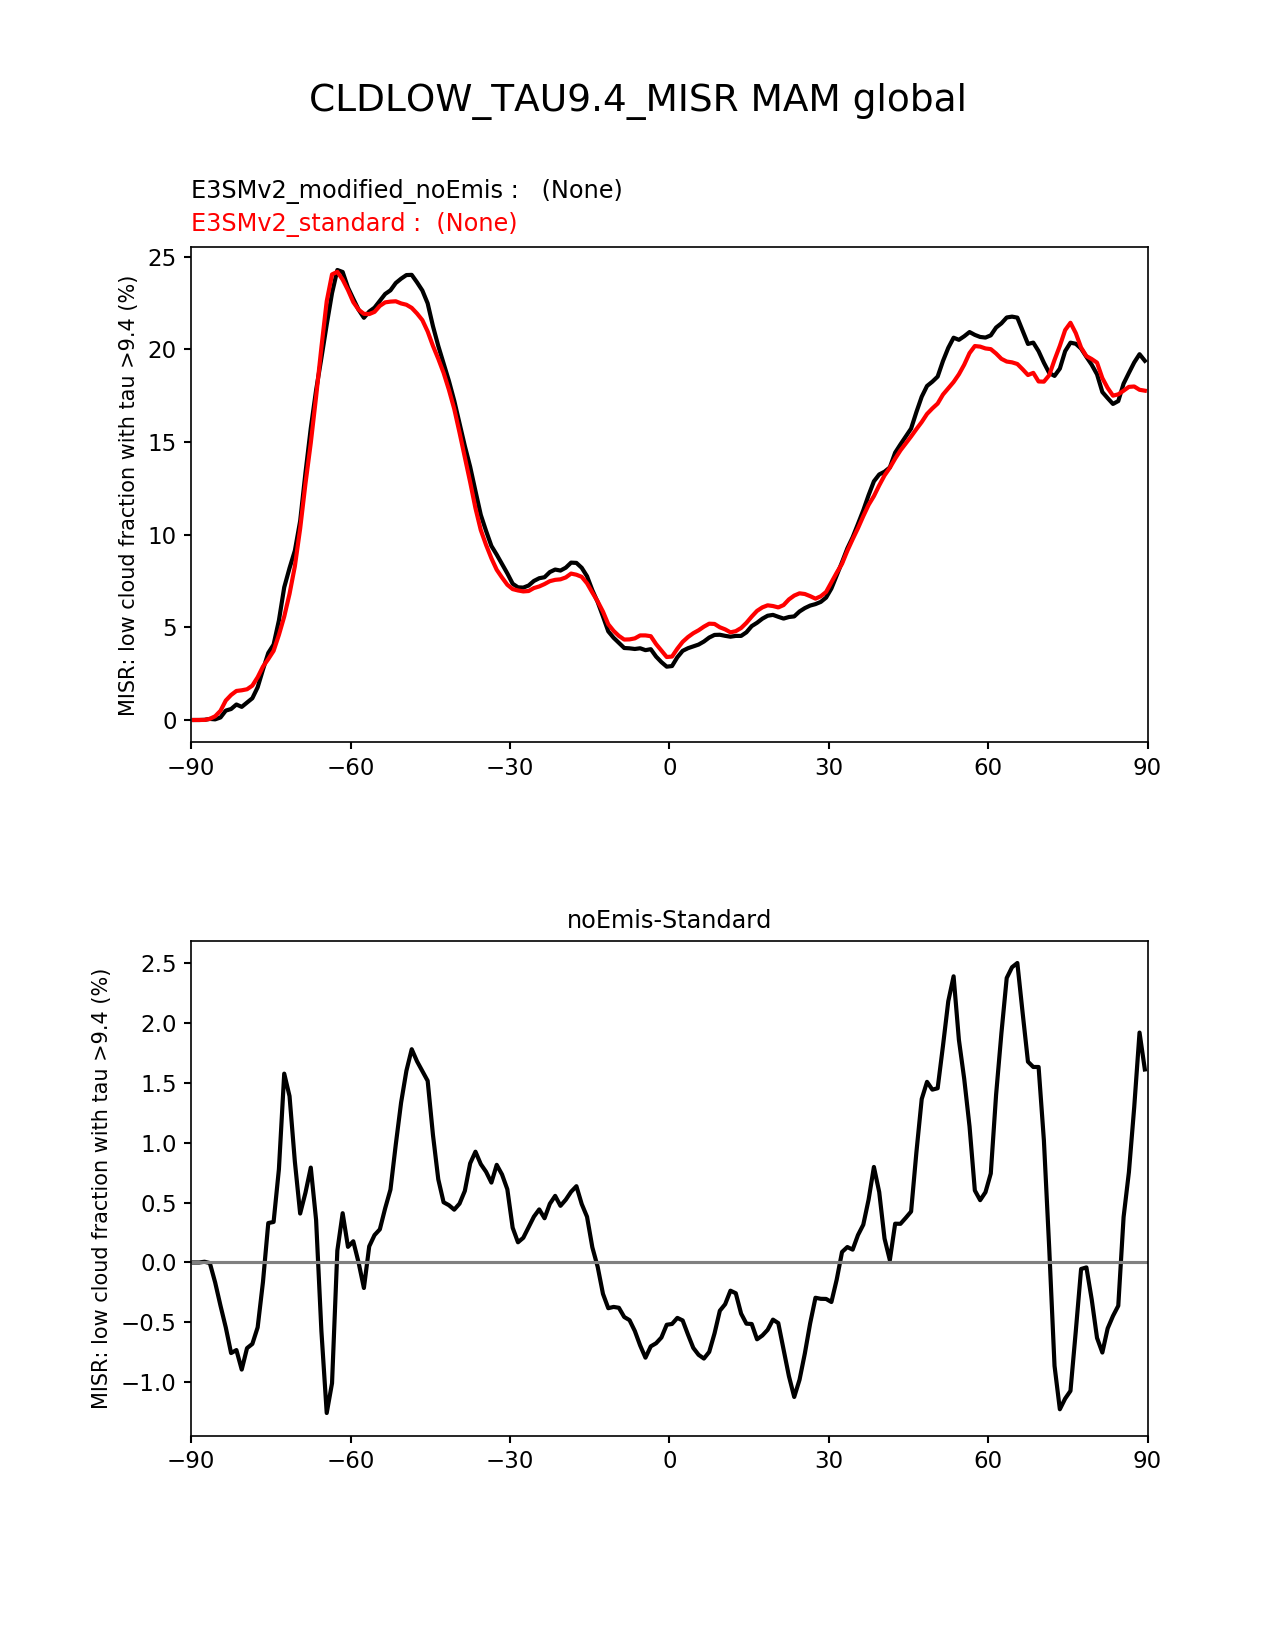 CLDLOW_TAU9.4_MISR MAM global
E3SMv2_modified_noEmis :   (None)
E3SMv2_standard :  (None)
MISR: low cloud fraction with tau >9.4 (%)
25
20
15
10
5
0
−90 −60 −30 0 30 60 90
noEmis-Standard
MISR: low cloud fraction with tau >9.4 (%)
2.5
2.0
1.5
1.0
0.5
0.0
−0.5
−1.0
−90 −60 −30 0 30 60 90